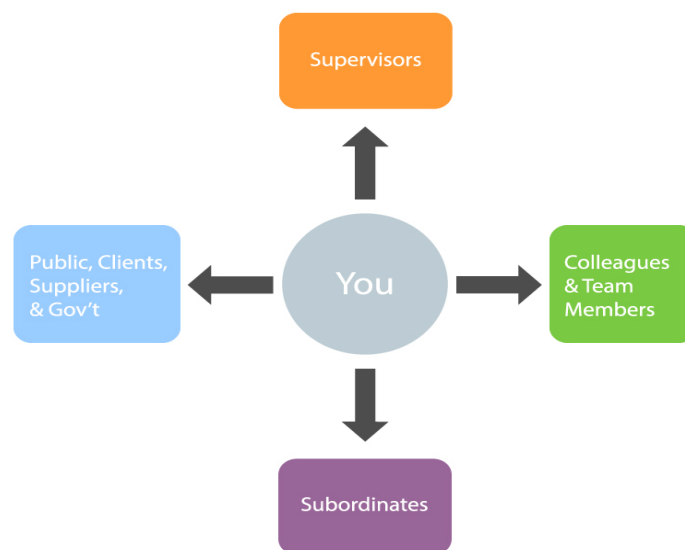 Supervisors
Public, Clients,
Suppliers,
& Gov't
You
Colleagues
& Team
Members
Subordinates